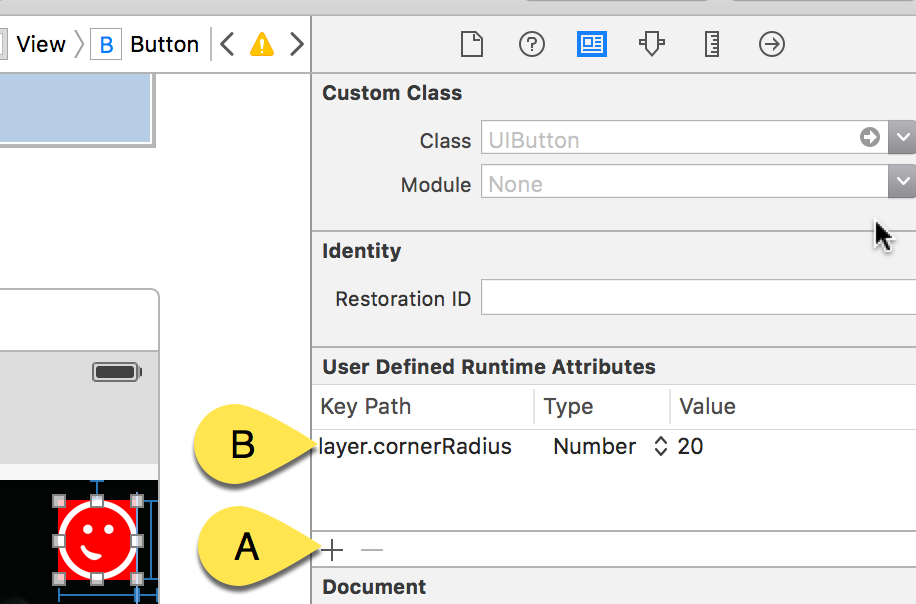 View B Button
Custom Class
Class UIButton
Module None
Identity
Restoration ID
User Defined Runtime Attributes
Key Path Type Value
B layer.cornerRadius Number 20
A
Document